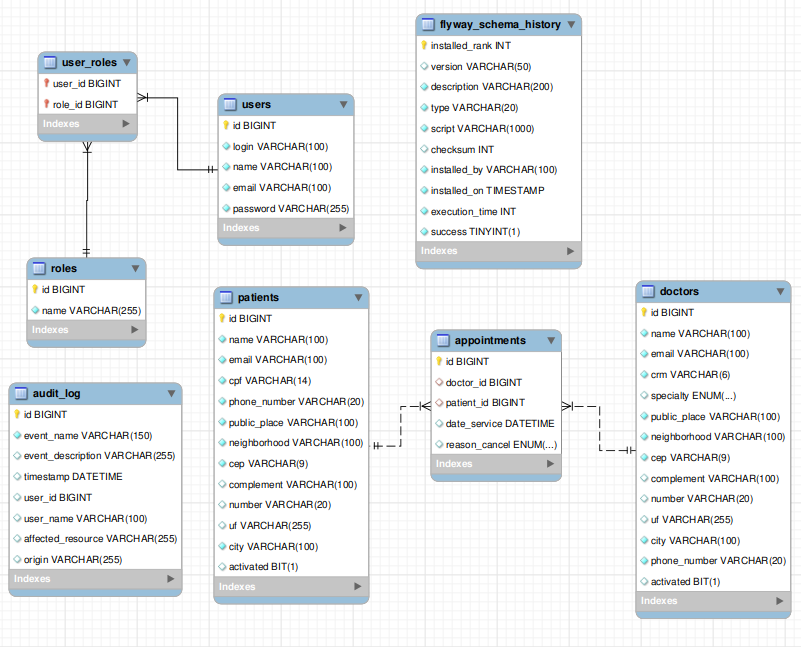 user_roles
user_id BIGINT
role_id BIGINT
Indexes
users
id BIGINT
login VARCHAR(100)
name VARCHAR(100)
email VARCHAR(100)
password VARCHAR(255)
Indexes
flyway_schema_history
installed_rank INT
version VARCHAR(50)
description VARCHAR(200)
type VARCHAR(20)
script VARCHAR(1000)
checksum INT
installed_by VARCHAR(100)
installed_on TIMESTAMP
execution_time INT
success TINYINT(1)
Indexes
roles
id BIGINT
name VARCHAR(255)
Indexes
patients
id BIGINT
name VARCHAR(100)
email VARCHAR(100)
cpf VARCHAR(14)
phone_number VARCHAR(20)
public_place VARCHAR(100)
neighborhood VARCHAR(100)
cep VARCHAR(9)
complement VARCHAR(100)
number VARCHAR(20)
uf VARCHAR(255)
city VARCHAR(100)
activated BIT(1)
Indexes
appointments
id BIGINT
doctor_id BIGINT
patient_id BIGINT
date_service DATETIME
reason_cancel ENUM(...)
Indexes
doctors
id BIGINT
name VARCHAR(100)
email VARCHAR(100)
crm VARCHAR(6)
specialty ENUM(...)
public_place VARCHAR(100)
neighborhood VARCHAR(100)
cep VARCHAR(9)
complement VARCHAR(100)
number VARCHAR(20)
uf VARCHAR(255)
city VARCHAR(100)
phone_number VARCHAR(20)
activated BIT(1)
Indexes
audit_log
id BIGINT
event_name VARCHAR(150)
event_description VARCHAR(255)
timestamp DATETIME
user_id BIGINT
user_name VARCHAR(100)
affected_resource VARCHAR(255)
origin VARCHAR(255)
Indexes